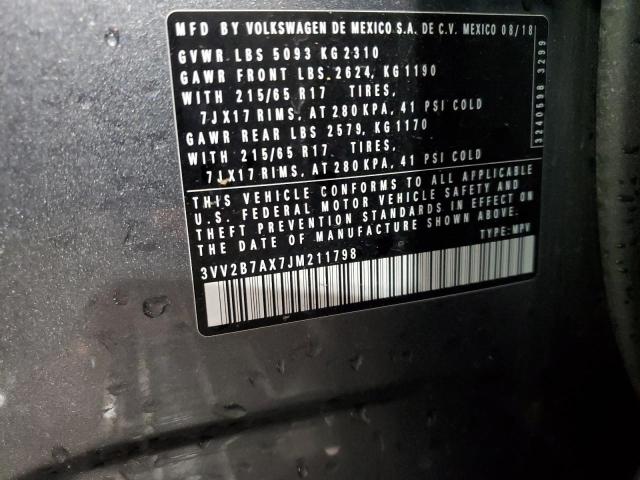 MFD BY VOLKSWAGEN DE MEXICO S.A. DE C.V. MEXICO 08/18
GVWR LBS 5093 KG 2310
GAWR FRONT LBS. 2624, KG 1190
WITH 215/65 R17 TIRES,
7JX17 RIMS, AT 280 KPA, 41 PSI COLD
GAWR REAR LBS 2579, KG 1170
WITH 215/65 R17 TIRES,
7JX17 RIMS, AT 280 KPA, 41 PSI COLD
THIS VEHICLE CONFORMS TO ALL APPLICABLE
U.S. FEDERAL MOTOR VEHICLE SAFETY AND
THEFT PREVENTION STANDARDS IN EFFECT ON
THE DATE OF MANUFACTURE SHOWN ABOVE.
TYPE: MPV
3VV2B7AX7JM211798
3240598 3299